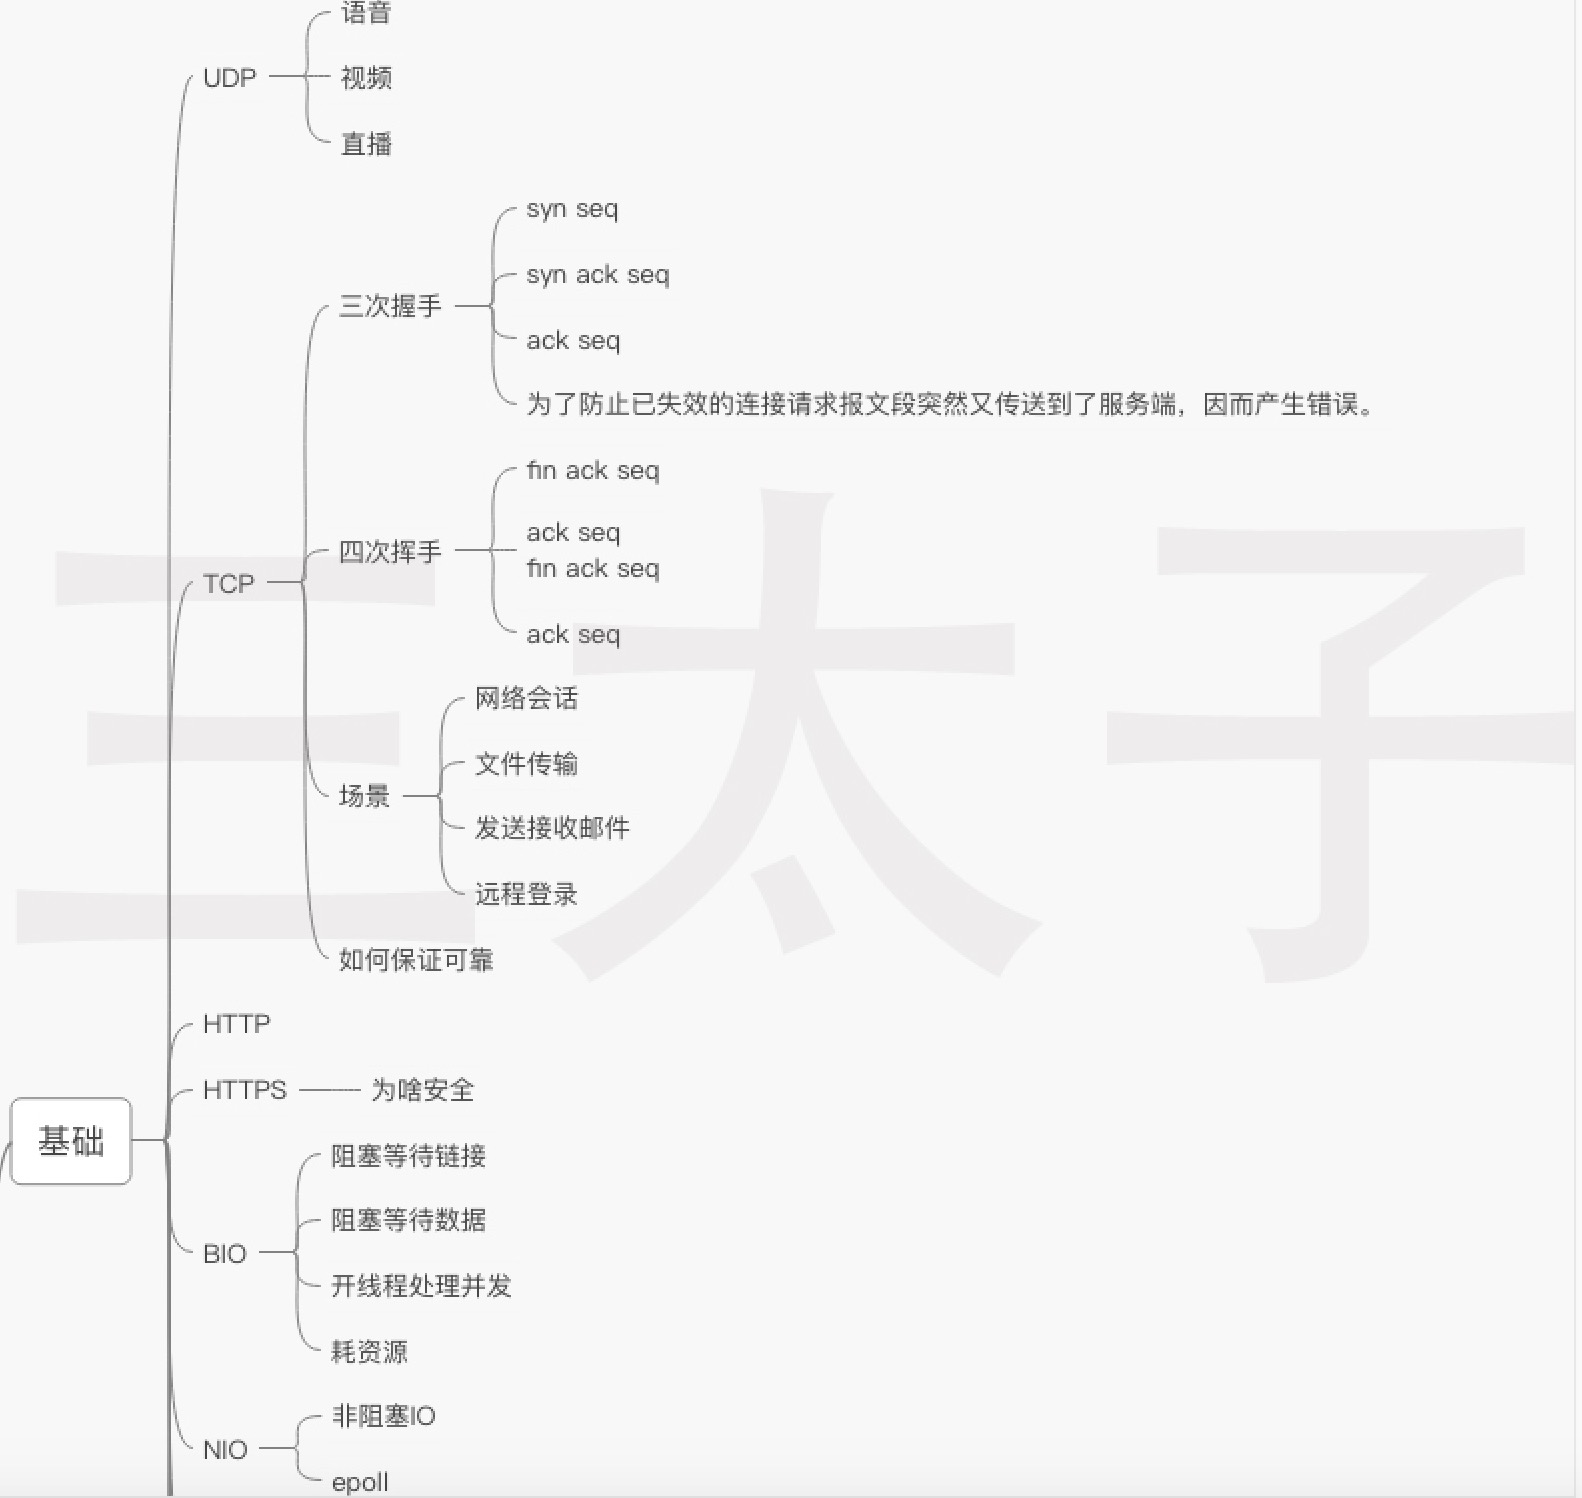 语音
UDP
视频
直播
syn seq
syn ack seq
三次握手
ack seq
为了防止已失效的连接请求报文段突然又传送到了服务端，因而产生错误。
fin ack seq
四次挥手
ack seq
fin ack seq
TCP
ack seq
网络会话
文件传输
场景
发送接收邮件
远程登录
如何保证可靠
HTTP
HTTPS
为啥安全
基础
阻塞等待链接
阻塞等待数据
BIO
开线程处理并发
耗资源
非阻塞IO
NIO
epoll
三太子